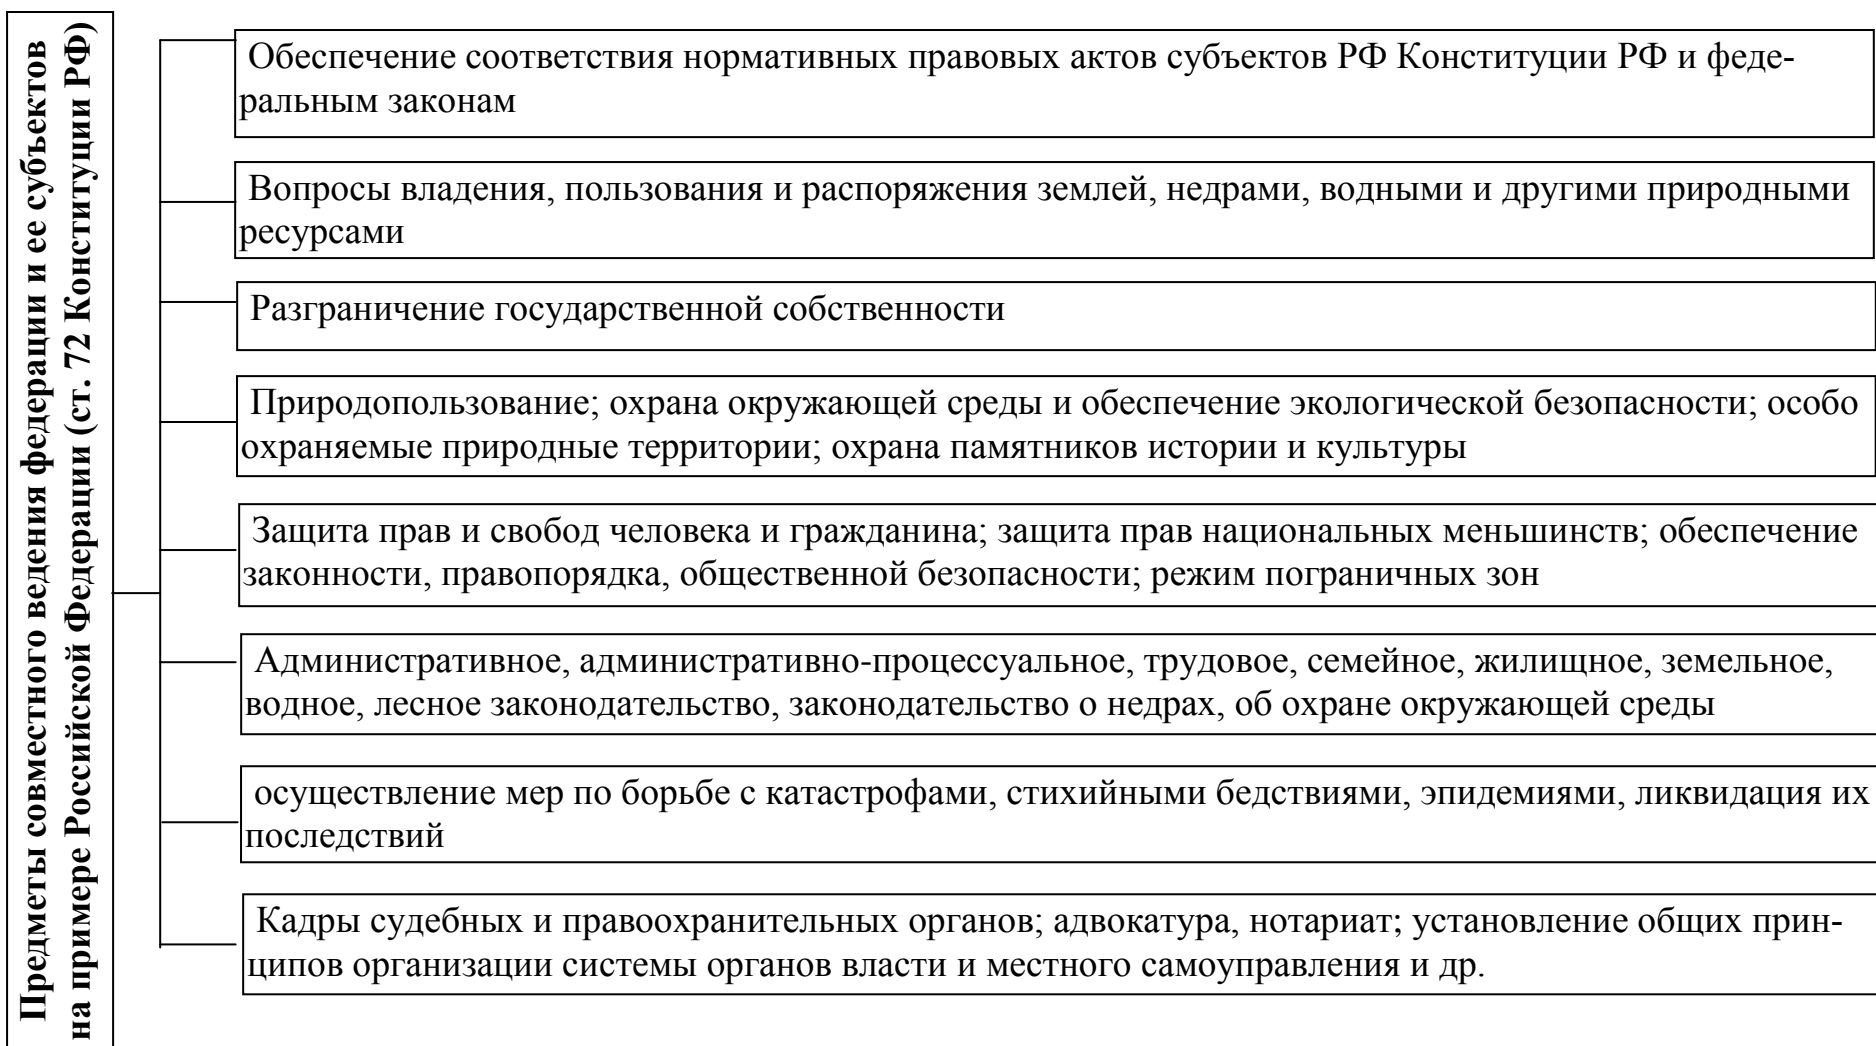 Предметы совместного ведения федерации и ее субъектов
на примере Российской Федерации (ст. 72 Конституции РФ)
Обеспечение соответствия нормативных правовых актов субъектов РФ Конституции РФ и феде-
ральным законам
Вопросы владения, пользования и распоряжения землей, недрами, водными и другими природными
ресурсами
Разграничение государственной собственности
Природопользование; охрана окружающей среды и обеспечение экологической безопасности; особо
охраняемые природные территории; охрана памятников истории и культуры
Защита прав и свобод человека и гражданина; защита прав национальных меньшинств; обеспечение
законности, правопорядка, общественной безопасности; режим пограничных зон
Административное, административно-процессуальное, трудовое, семейное, жилищное, земельное,
водное, лесное законодательство, законодательство о недрах, об охране окружающей среды
осуществление мер по борьбе с катастрофами, стихийными бедствиями, эпидемиями, ликвидация их
последствий
Кадры судебных и правоохранительных органов; адвокатура, нотариат; установление общих прин-
ципов организации системы органов власти и местного самоуправления и др.